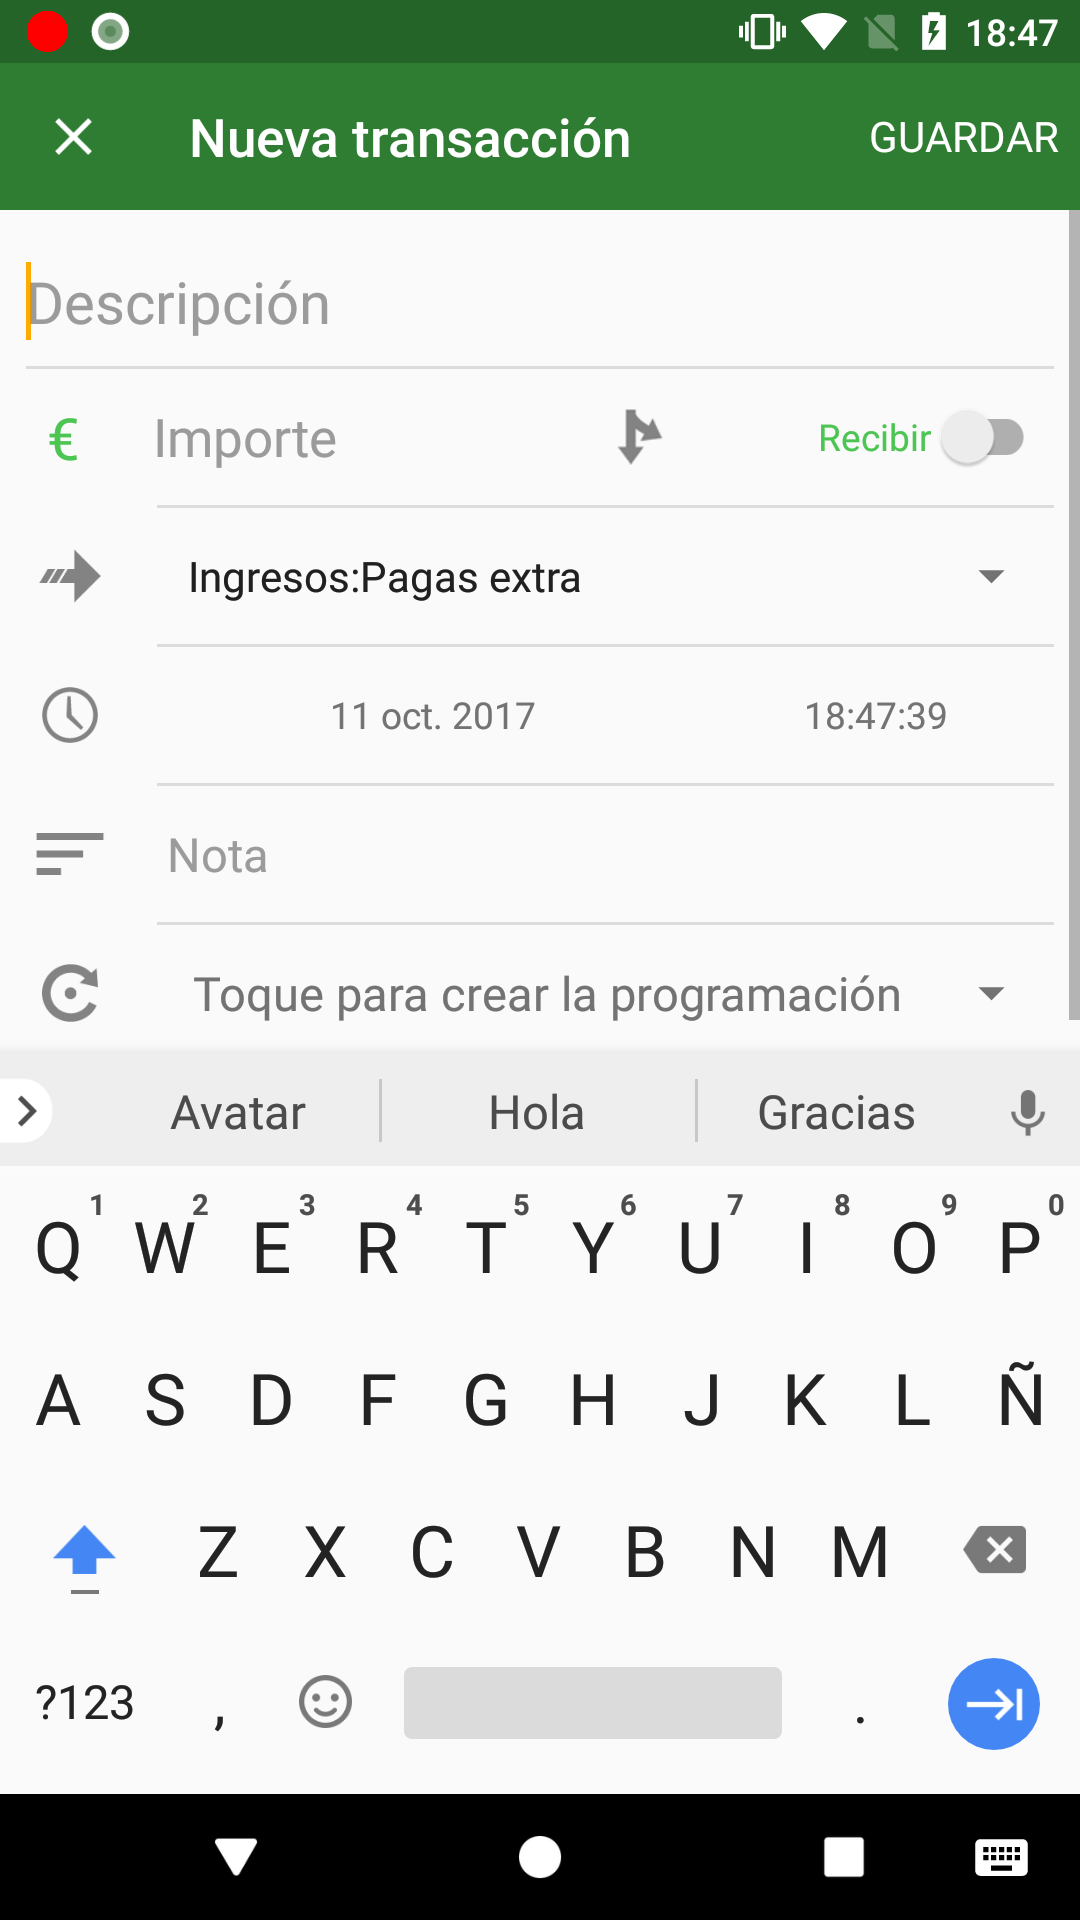 18:47
Nueva transacción GUARDAR
Descripción
€ Importe Recibir
Ingresos:Pagas extra
11 oct. 2017 18:47:39
Nota
Toque para crear la programación
Avatar Hola Gracias
1 2 3 4 5 6 7 8 9 0
Q W E R T Y U I O P
A S D F G H J K L Ñ
Z X C V B N M
?123 , .